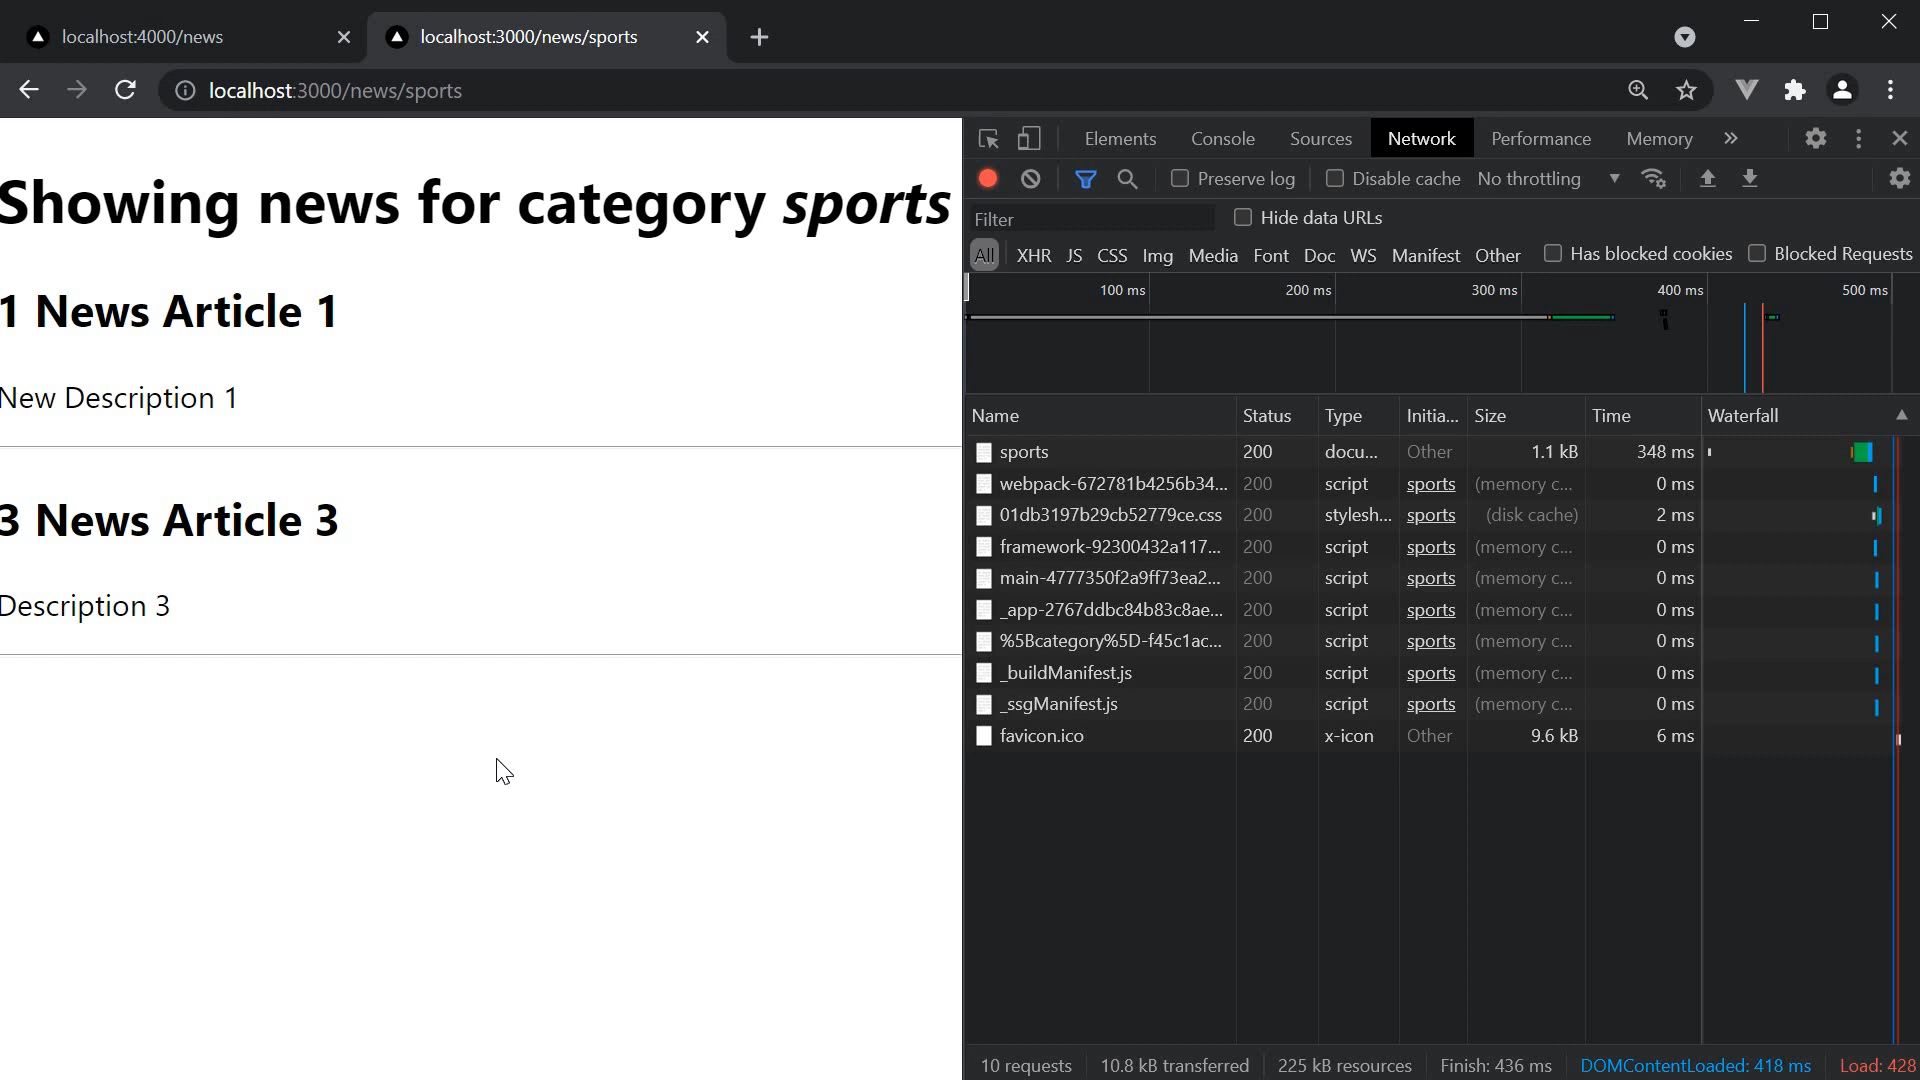 localhost:4000/news
localhost:3000/news/sports
localhost:3000/news/sports
Showing news for category sports
1 News Article 1
New Description 1
3 News Article 3
Description 3
Elements Console Sources Network Performance Memory
Preserve log Disable cache No throttling
Filter Hide data URLs
All XHR JS CSS Img Media Font Doc WS Manifest Other Has blocked cookies Blocked Requests
100 ms 200 ms 300 ms 400 ms 500 ms
Name Status Type Initia... Size Time Waterfall
sports 200 docu... Other 1.1 kB 348 ms
webpack-672781b4256b34... 200 script sports (memory c... 0 ms
01db3197b29cb52779ce.css 200 stylesh... sports (disk cache) 2 ms
framework-92300432a117... 200 script sports (memory c... 0 ms
main-4777350f2a9ff73ea2... 200 script sports (memory c... 0 ms
_app-2767ddbc84b83c8ae... 200 script sports (memory c... 0 ms
%5Bcategory%5D-f45c1ac... 200 script sports (memory c... 0 ms
_buildManifest.js 200 script sports (memory c... 0 ms
_ssgManifest.js 200 script sports (memory c... 0 ms
favicon.ico 200 x-icon Other 9.6 kB 6 ms
10 requests 10.8 kB transferred 225 kB resources Finish: 436 ms DOMContentLoaded: 418 ms Load: 428